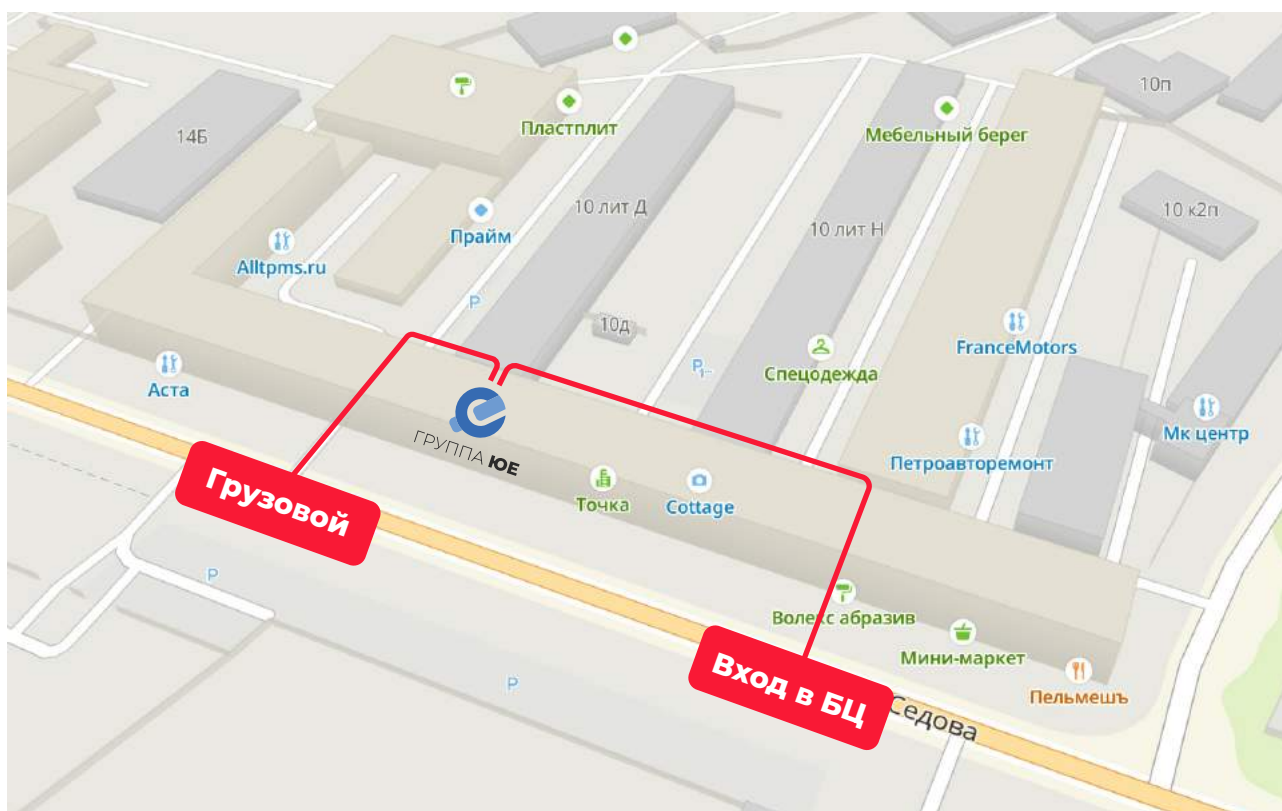 14Б
Пластплит
Мебельный берег
10п
10 лит Д
10 лит Н
10 к2п
Прайм
Alltpms.ru
P
10д
FranceMotors
P
Спецодежда
Аста
Мк центр
ГРУППА ЮЕ
Петроавторемонт
Грузовой
Точка
Cottage
P
Волекс абразив
Мини-маркет
Вход в БЦ
P
Пельмешъ
Седова